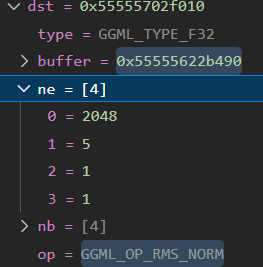 dst = 0x55555702f010
type = GGML_TYPE_F32
buffer = 0x55555622b490
ne = [4]
0 = 2048
1 = 5
2 = 1
3 = 1
nb = [4]
op = GGML_OP_RMS_NORM